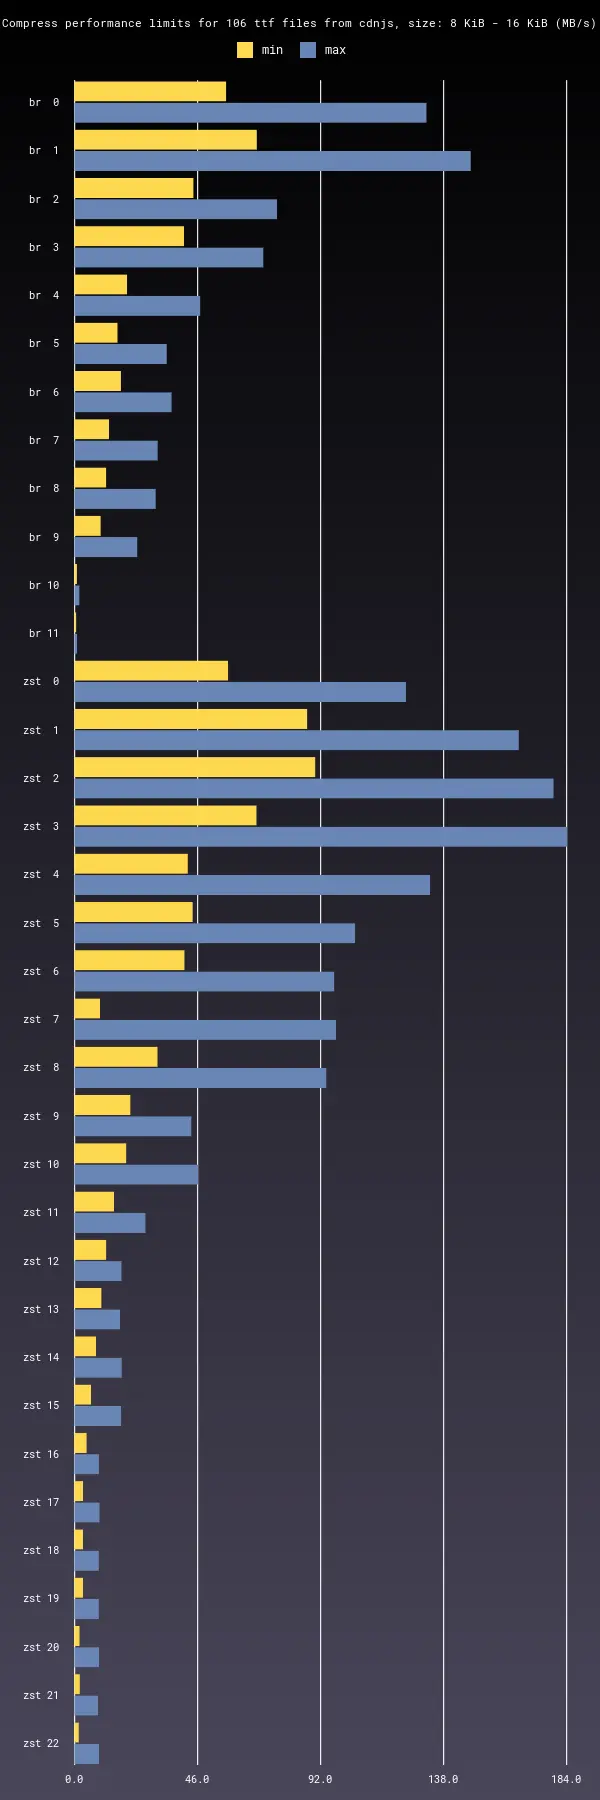 Compress performance limits for 106 ttf files from cdnjs, size: 8 KiB - 16 KiB (MB/s)
min max
br 0
br 1
br 2
br 3
br 4
br 5
br 6
br 7
br 8
br 9
br 10
br 11
zst 0
zst 1
zst 2
zst 3
zst 4
zst 5
zst 6
zst 7
zst 8
zst 9
zst 10
zst 11
zst 12
zst 13
zst 14
zst 15
zst 16
zst 17
zst 18
zst 19
zst 20
zst 21
zst 22
0.0 46.0 92.0 138.0 184.0